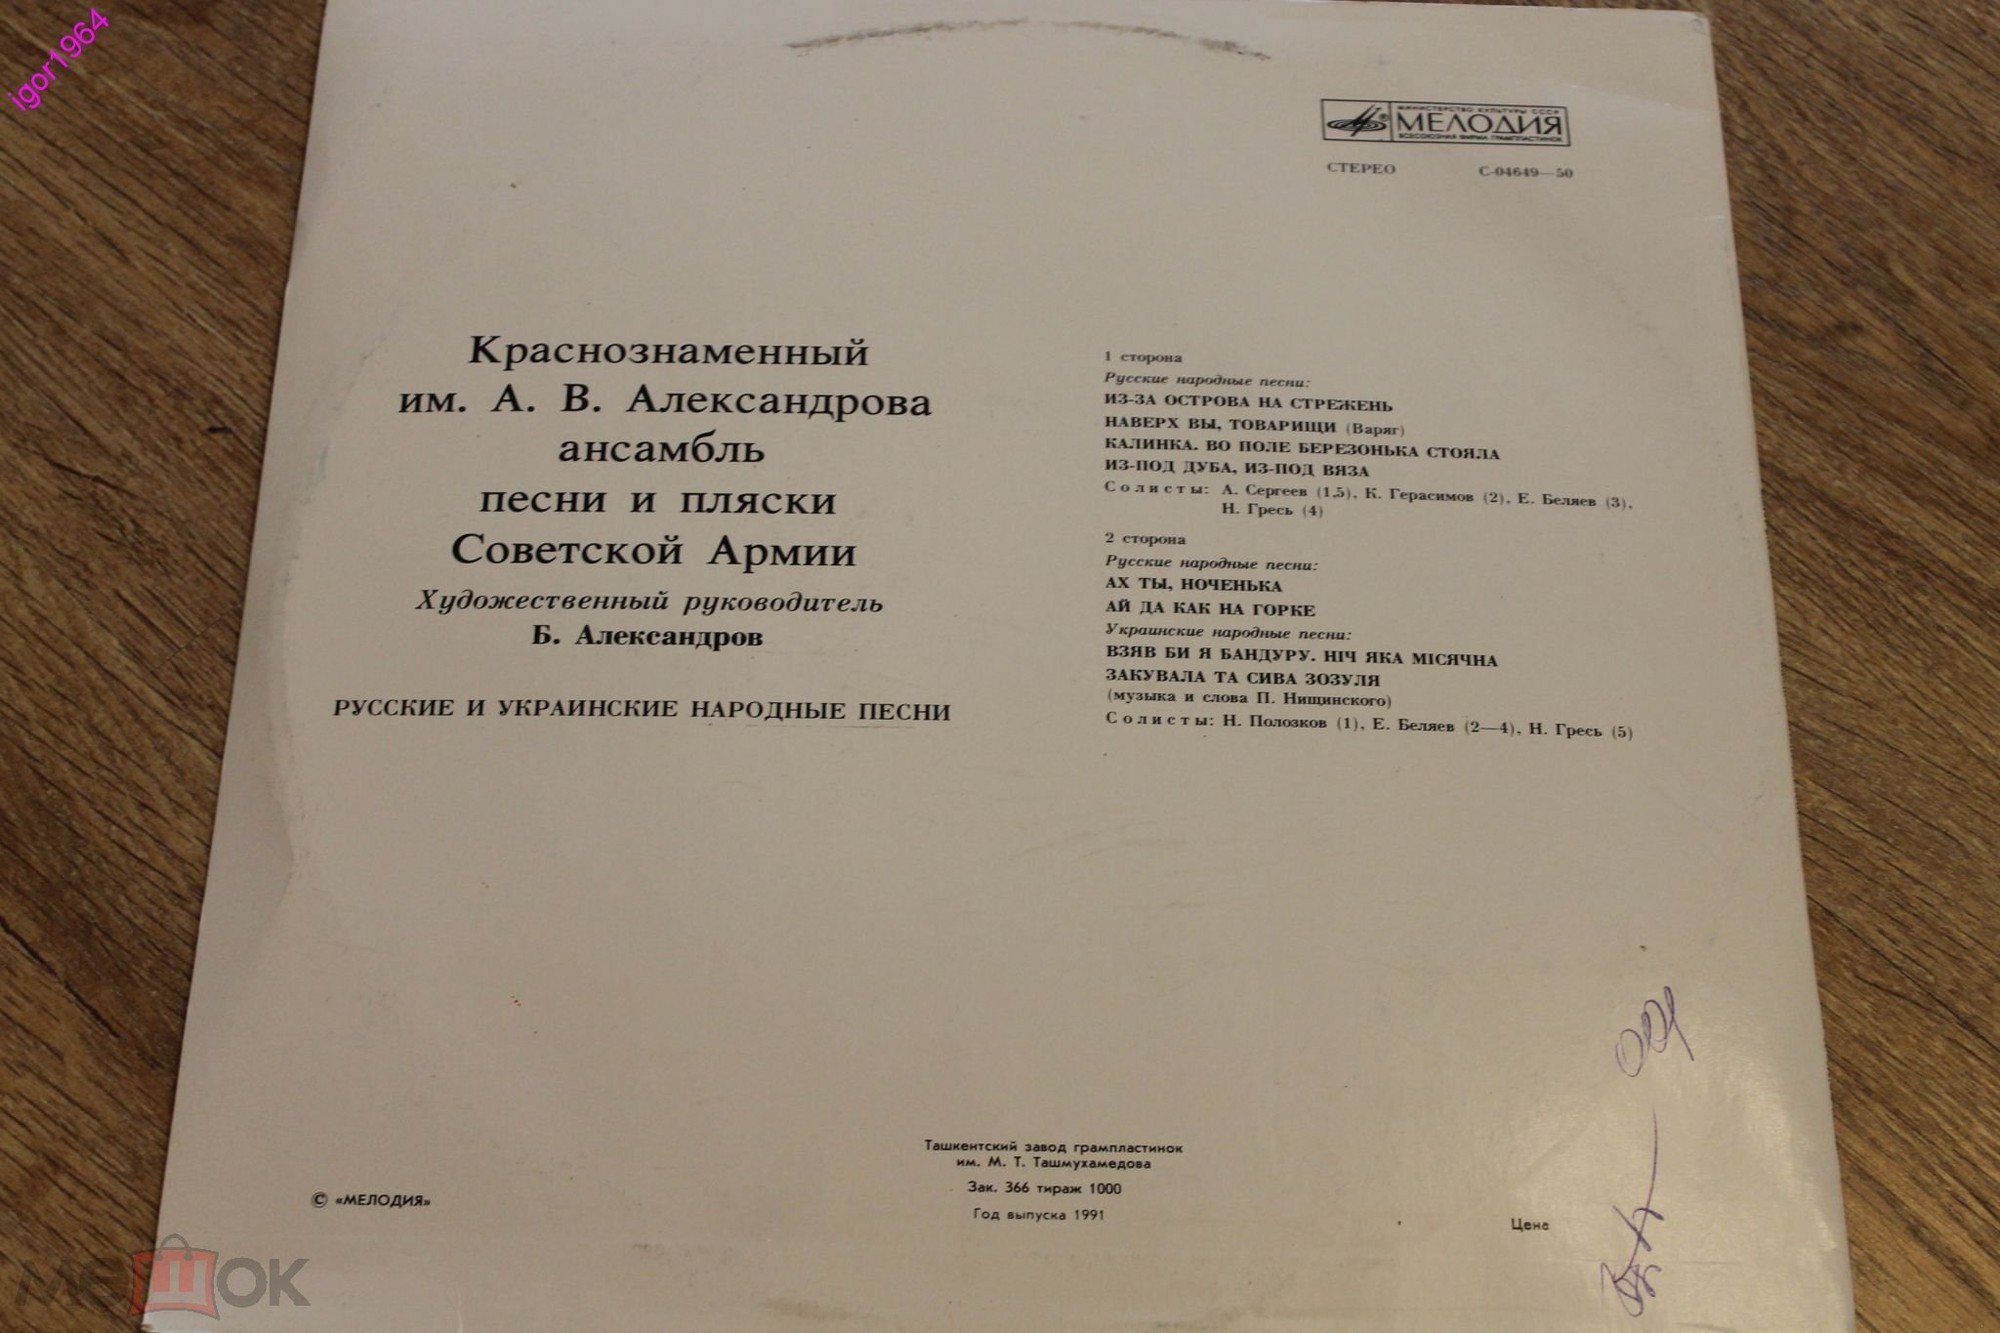 igor1964
МИНИСТЕРСТВО КУЛЬТУРЫ СССР
МЕЛОДИЯ
ВСЕСОЮЗНАЯ ФИРМА ГРАМПЛАСТИНОК
СТЕРЕО С-04649—50
Краснознаменный
им. А. В. Александрова
ансамбль
песни и пляски
Советской Армии
Художественный руководитель
Б. Александров
РУССКИЕ И УКРАИНСКИЕ НАРОДНЫЕ ПЕСНИ
1 сторона
Русские народные песни:
ИЗ-ЗА ОСТРОВА НА СТРЕЖЕНЬ
НАВЕРХ ВЫ, ТОВАРИЩИ (Варяг)
КАЛИНКА. ВО ПОЛЕ БЕРЕЗОНЬКА СТОЯЛА
ИЗ-ПОД ДУБА, ИЗ-ПОД ВЯЗА
Солисты: А. Сергеев (1,5), К. Герасимов (2), Е. Беляев (3),
Н. Гресь (4)
2 сторона
Русские народные песни:
АХ ТЫ, НОЧЕНЬКА
АЙ ДА КАК НА ГОРКЕ
Украинские народные песни:
ВЗЯВ БИ Я БАНДУРУ. НІЧ ЯКА МІСЯЧНА
ЗАКУВАЛА ТА СИВА ЗОЗУЛЯ
(музыка и слова П. Нищинского)
Солисты: Н. Полозков (1), Е. Беляев (2—4), Н. Гресь (5)
Ташкентский завод грампластинок
им. М. Т. Ташмухамедова
Зак. 366 тираж 1000
Год выпуска 1991
© «МЕЛОДИЯ»
Цена
мешок